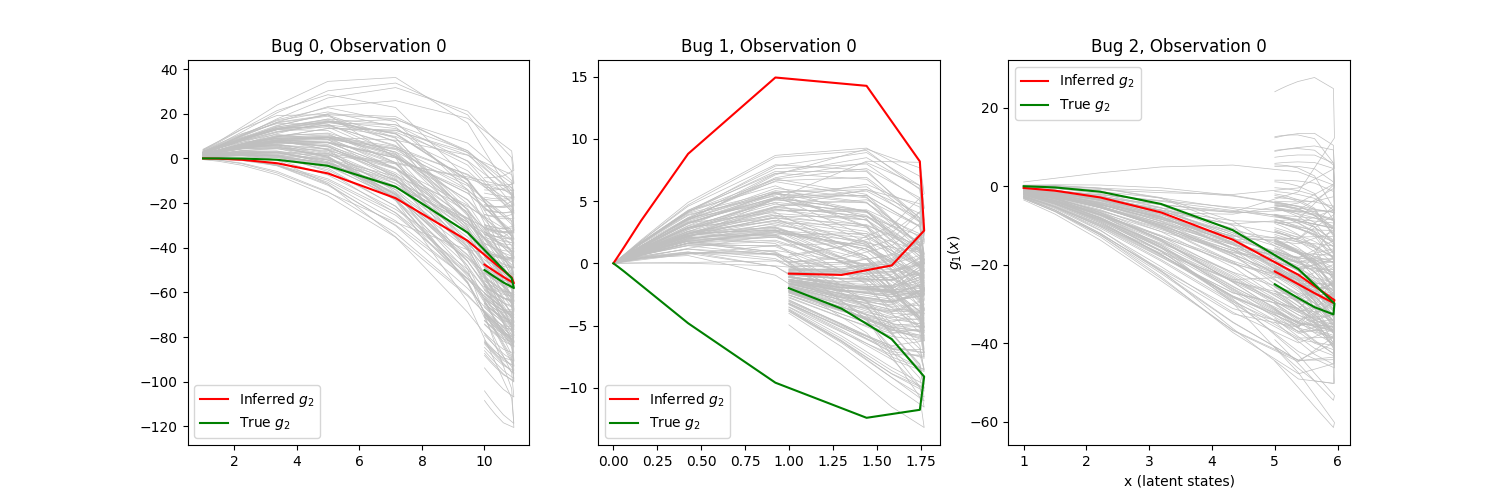 Bug 0, Observation 0
40
20
0
−20
−40
−60
−80
−100
−120
2 4 6 8 10
Inferred g₂
True g₂
Bug 1, Observation 0
15
10
5
0
−5
−10
0.00 0.25 0.50 0.75 1.00 1.25 1.50 1.75
Inferred g₂
True g₂
Bug 2, Observation 0
Inferred g₂
True g₂
g₁(x)
20
0
−20
−40
−60
1 2 3 4 5 6
x (latent states)